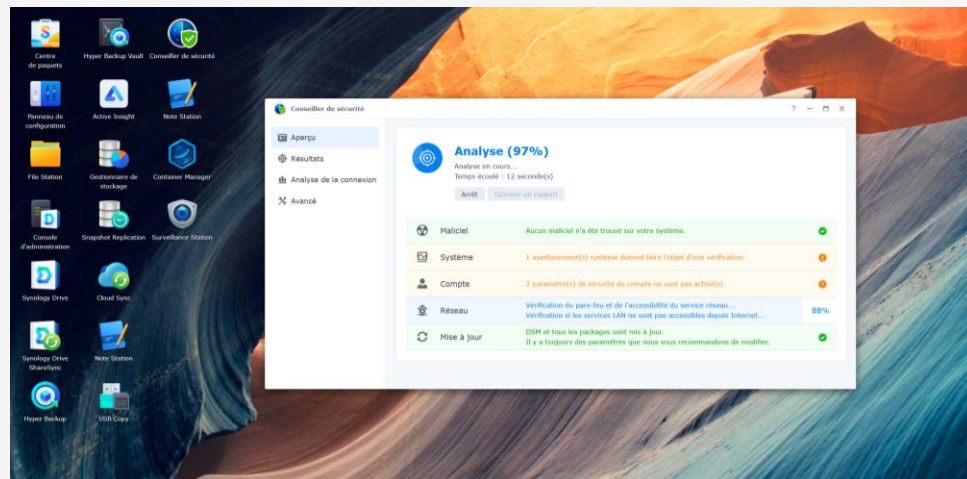 Centre
de paquets
Hyper Backup Vault
Conseiller de sécurité
Panneau de
configuration
Active Insight
Note Station
File Station
Gestionnaire de
stockage
Container Manager
Console
d'administration
Snapshot Replication
Surveillance Station
Synology Drive
Cloud Sync
Synology Drive
ShareSync
Note Station
Hyper Backup
USB Copy
Conseiller de sécurité
Aperçu
Résultats
Analyse de la connexion
Avancé
Analyse (97%)
Analyse en cours...
Temps écoulé : 12 seconde(s)
Arrêt
Générer un rapport
Maliciel
Aucun maliciel n'a été trouvé sur votre système.
Système
1 avertissement(s) système doivent faire l'objet d'une vérification.
Compte
2 paramètre(s) de sécurité du compte ne sont pas activé(s).
Réseau
Vérification du pare-feu et de l'accessibilité du service réseau...
Vérification si les services LAN ne sont pas accessibles depuis Internet...
88%
Mise à jour
DSM et tous les packages sont mis à jour.
Il y a toujours des paramètres que nous vous recommandons de modifier.